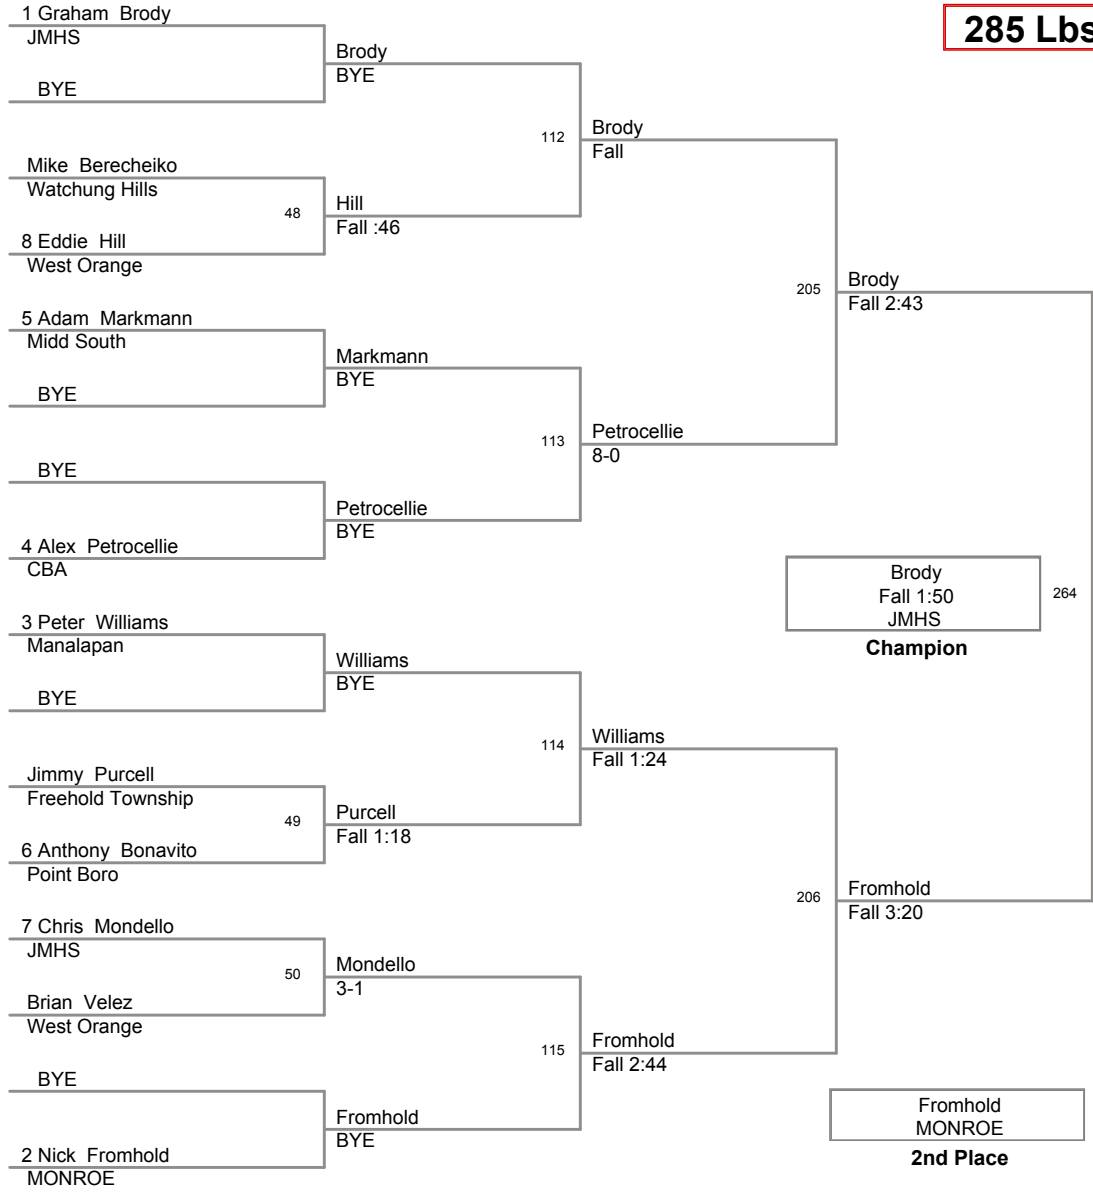 285 Lbs
1 Graham Brody
JMHS
BYE
Mike Berecheiko
Watchung Hills
8 Eddie Hill
West Orange
5 Adam Markmann
Midd South
BYE
BYE
4 Alex Petrocellie
CBA
3 Peter Williams
Manalapan
BYE
Jimmy Purcell
Freehold Township
6 Anthony Bonavito
Point Boro
7 Chris Mondello
JMHS
Brian Velez
West Orange
BYE
2 Nick Fromhold
MONROE
48
49
50
Brody
BYE
Hill
Fall :46
Markmann
BYE
Petrocellie
BYE
Williams
BYE
Purcell
Fall 1:18
Mondello
3-1
Fromhold
BYE
112
113
114
115
Brody
Fall
Petrocellie
8-0
Williams
Fall 1:24
Fromhold
Fall 2:44
205
206
Brody
Fall 2:43
Fromhold
Fall 3:20
Brody
Fall 1:50
JMHS
Champion
264
Fromhold
MONROE
2nd Place